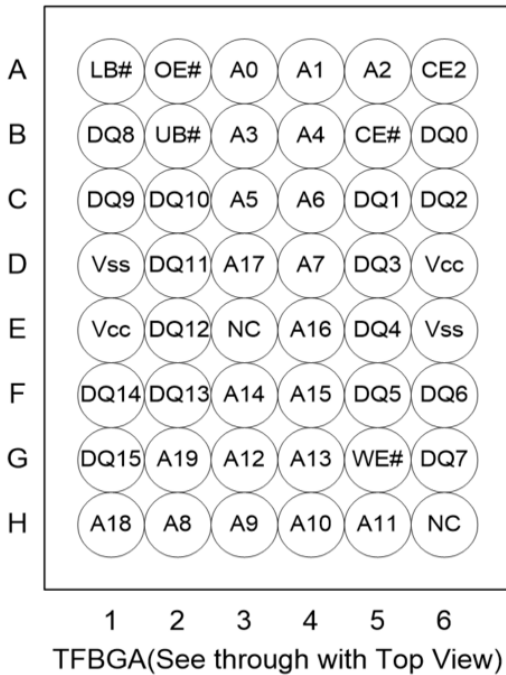 A LB# OE# A0 A1 A2 CE2
B DQ8 UB# A3 A4 CE# DQ0
C DQ9 DQ10 A5 A6 DQ1 DQ2
D Vss DQ11 A17 A7 DQ3 Vcc
E Vcc DQ12 NC A16 DQ4 Vss
F DQ14 DQ13 A14 A15 DQ5 DQ6
G DQ15 A19 A12 A13 WE# DQ7
H A18 A8 A9 A10 A11 NC
1 2 3 4 5 6
TFBGA(See through with Top View)